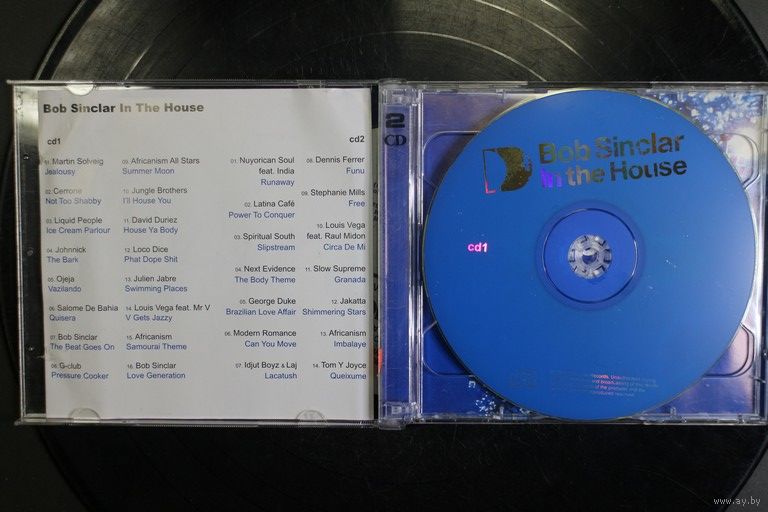 Bob Sinclar In The House
cd1
01. Martin Solveig
Jealousy
02. Cerrone
Not Too Shabby
03. Liquid People
Ice Cream Parlour
04. Johnnick
The Bark
05. Ojeja
Vazilando
06. Salome De Bahia
Quisera
07. Bob Sinclar
The Beat Goes On
08. G-club
Pressure Cooker
09. Africanism All Stars
Summer Moon
10. Jungle Brothers
I'll House You
11. David Duriez
House Ya Body
12. Loco Dice
Phat Dope Shit
13. Julien Jabre
Swimming Places
14. Louis Vega feat. Mr V
V Gets Jazzy
15. Africanism
Samourai Theme
16. Bob Sinclar
Love Generation
cd2
01. Nuyorican Soul
feat. India
Runaway
02. Latina Café
Power To Conquer
03. Spiritual South
Slipstream
04. Next Evidence
The Body Theme
05. George Duke
Brazilian Love Affair
06. Modern Romance
Can You Move
07. Idjut Boyz & Laj
Lacatush
08. Dennis Ferrer
Funu
09. Stephanie Mills
Free
10. Louis Vega
feat. Raul Midon
Circa De Mi
11. Slow Supreme
Granada
12. Jakatta
Shimmering Stars
13. Africanism
Imbalaye
14. Tom Y Joyce
Queixume
2
CD
Bob Sinclar
In the House
cd1
www.ay.by